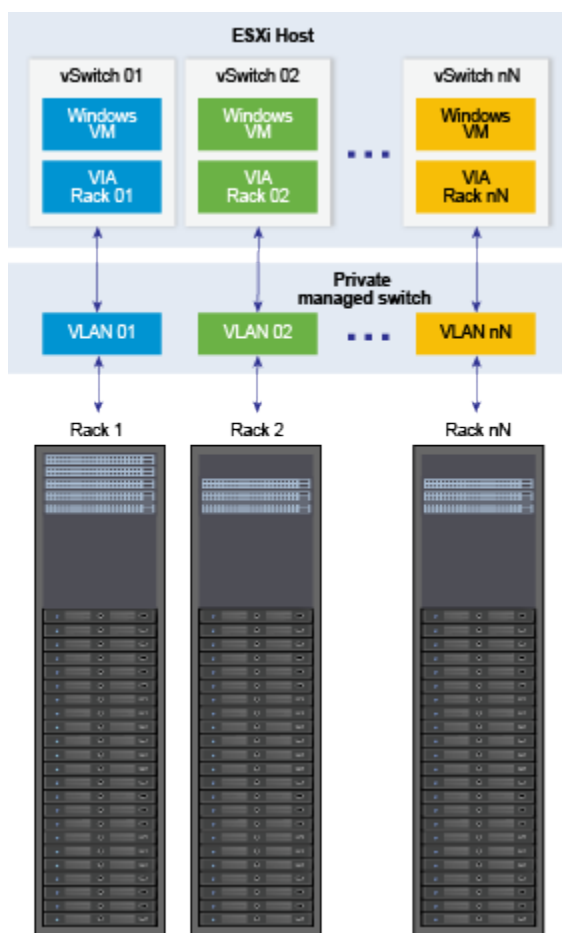 ESXi Host
vSwitch 01
vSwitch 02
vSwitch nN
Windows
VM
Windows
VM
Windows
VM
VIA
Rack 01
VIA
Rack 02
VIA
Rack nN
Private
managed switch
VLAN 01
VLAN 02
VLAN nN
Rack 1
Rack 2
Rack nN